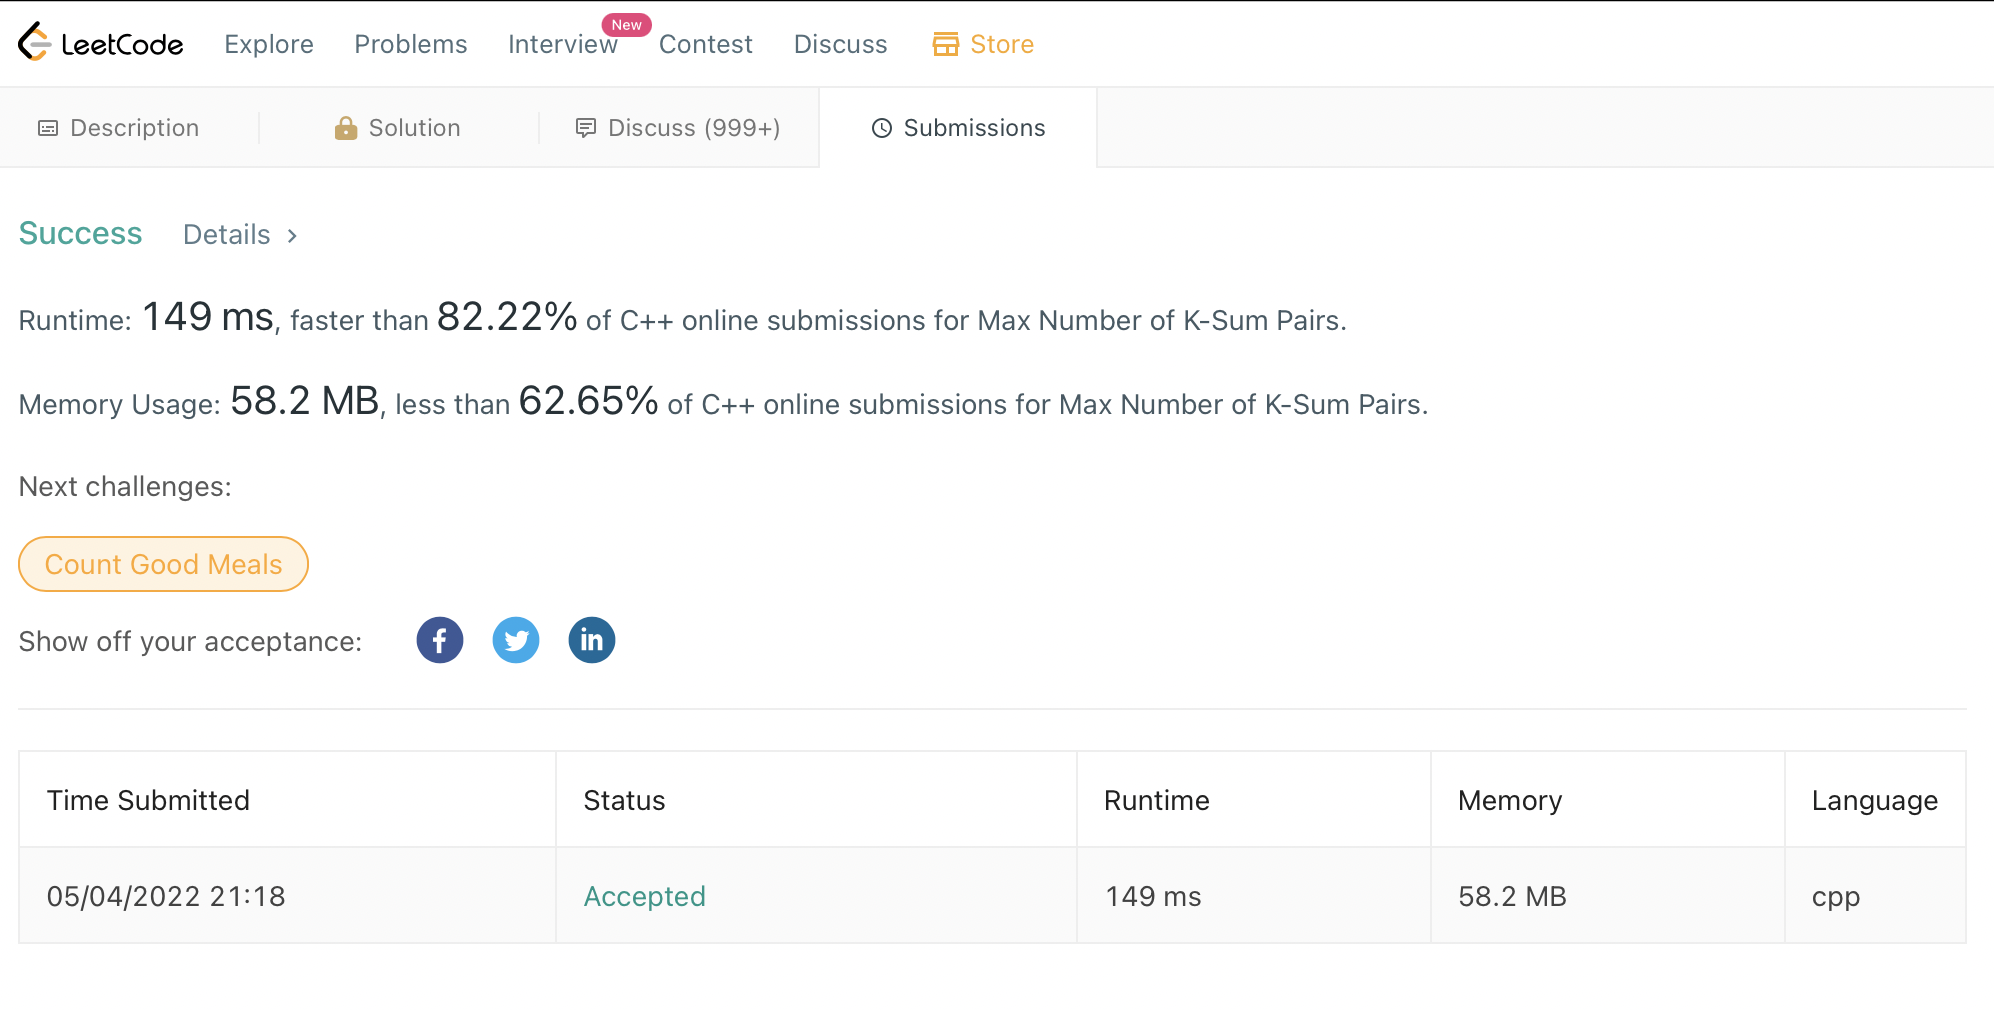 LeetCode Explore Problems Interview New Contest Discuss Store
Description Solution Discuss (999+) Submissions
Success Details
Runtime: 149 ms, faster than 82.22% of C++ online submissions for Max Number of K-Sum Pairs.
Memory Usage: 58.2 MB, less than 62.65% of C++ online submissions for Max Number of K-Sum Pairs.
Next challenges:
Count Good Meals
Show off your acceptance:
Time Submitted Status Runtime Memory Language
05/04/2022 21:18 Accepted 149 ms 58.2 MB cpp